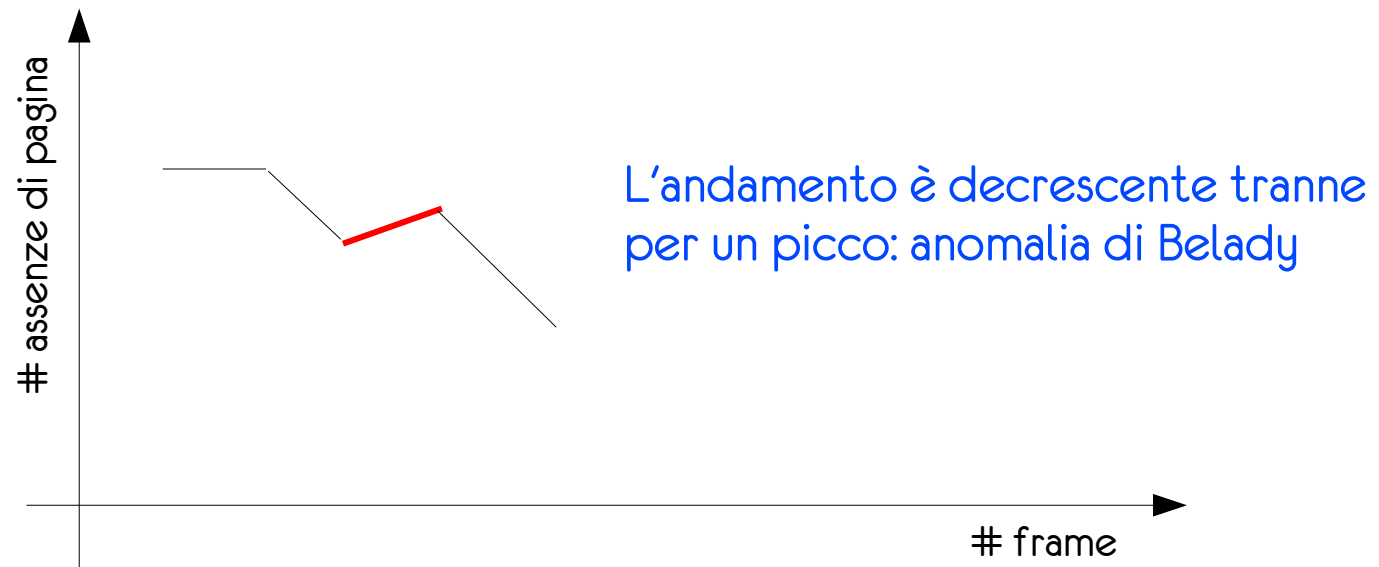 # assenze di pagina
L'andamento è decrescente tranne
per un picco: anomalia di Belady
# frame